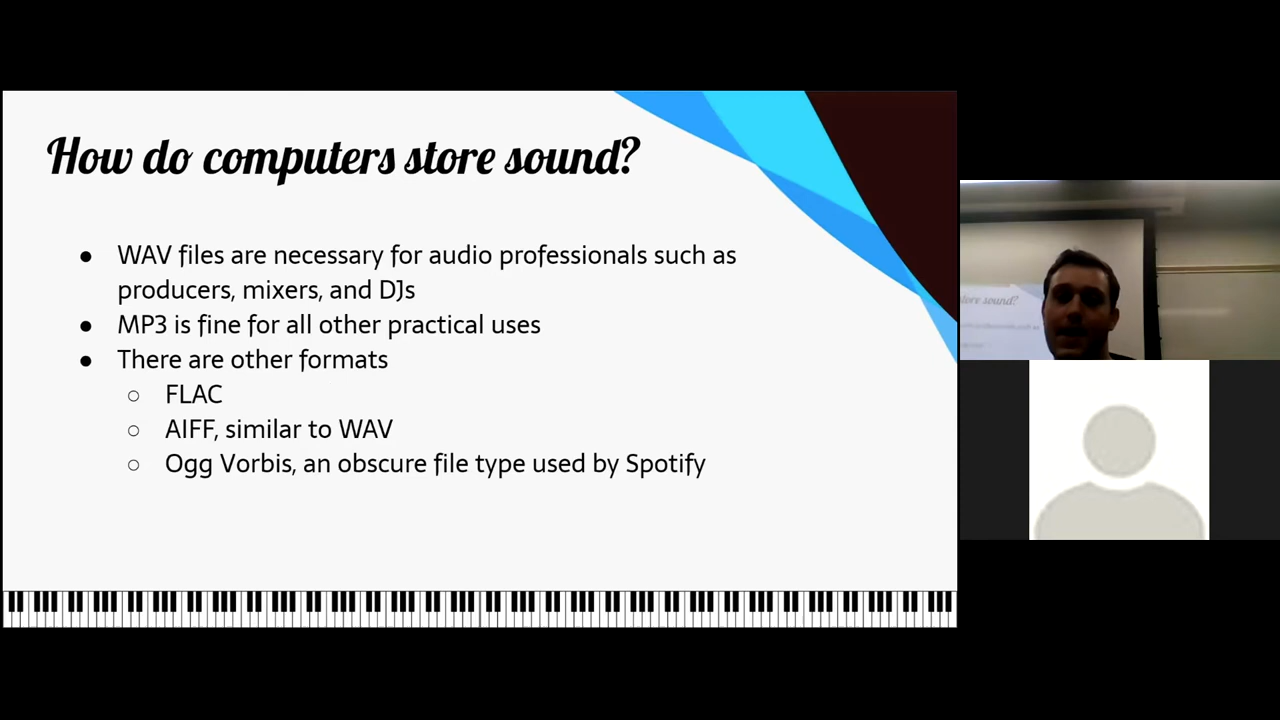 How do computers store sound?
● WAV files are necessary for audio professionals such as
producers, mixers, and DJs
● MP3 is fine for all other practical uses
● There are other formats
○ FLAC
○ AIFF, similar to WAV
○ Ogg Vorbis, an obscure file type used by Spotify
store sound?